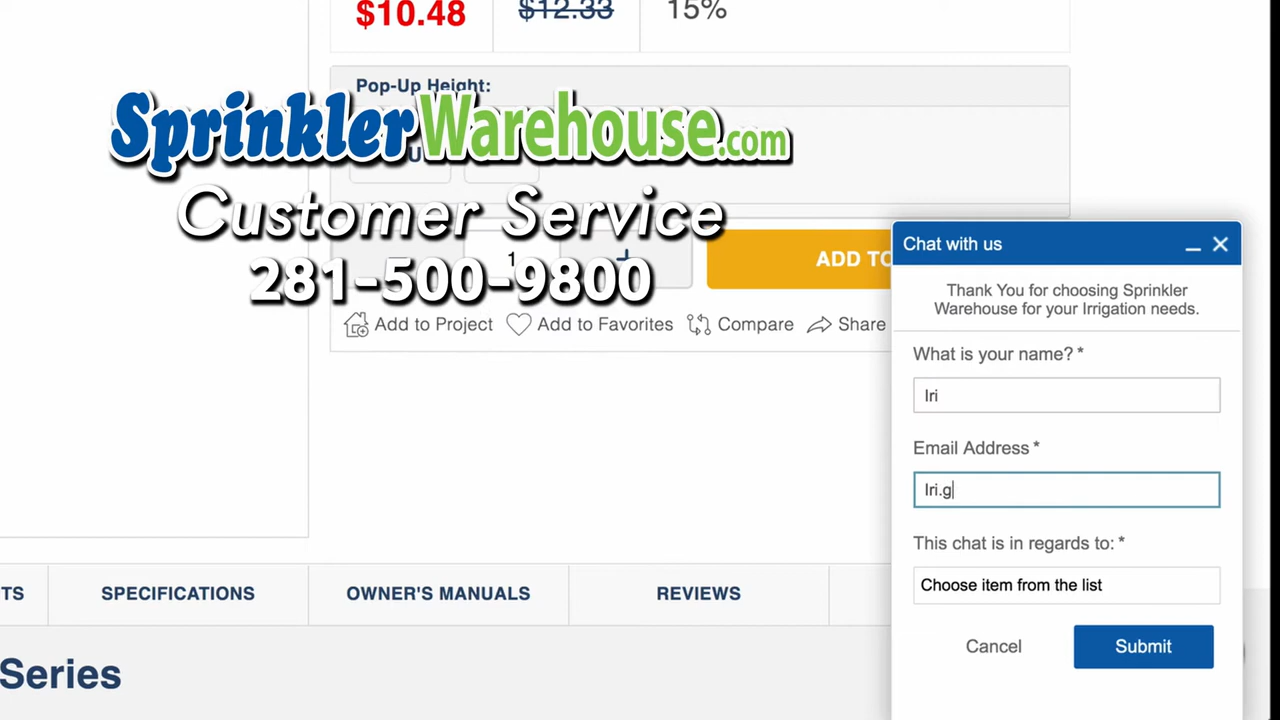 $10.48
$12.33
15%
Pop-Up Height:
SprinklerWarehouse.com
Customer Service
281-500-9800
1
+
ADD TO
Add to Project
Add to Favorites
Compare
Share
Chat with us
Thank You for choosing Sprinkler
Warehouse for your Irrigation needs.
What is your name? *
Iri
Email Address *
Iri.g
This chat is in regards to: *
Choose item from the list
Cancel
Submit
TS
SPECIFICATIONS
OWNER'S MANUALS
REVIEWS
Series